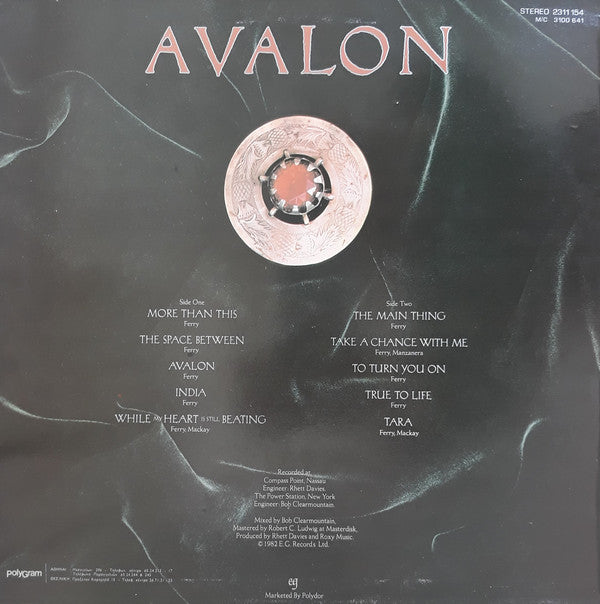 STEREO 2311 154
M/C 3100 641
AVALON
Side One
MORE THAN THIS
Ferry
THE SPACE BETWEEN
Ferry
AVALON
Ferry
INDIA
Ferry
WHILE MY HEART IS STILL BEATING
Ferry, Mackay
Side Two
THE MAIN THING
Ferry
TAKE A CHANCE WITH ME
Ferry, Manzanera
TO TURN YOU ON
Ferry
TRUE TO LIFE
Ferry
TARA
Ferry, Mackay
Recorded at
Compass Point, Nassau
Engineer: Rhett Davies.
The Power Station, New York
Engineer: Bob Clearmountain.
Mixed by Bob Clearmountain,
Mastered by Robert C. Ludwig at Masterdisk,
Produced by Rhett Davies and Roxy Music.
© 1982 E.G. Records Ltd.
polyGram
eg
Marketed By Polydor